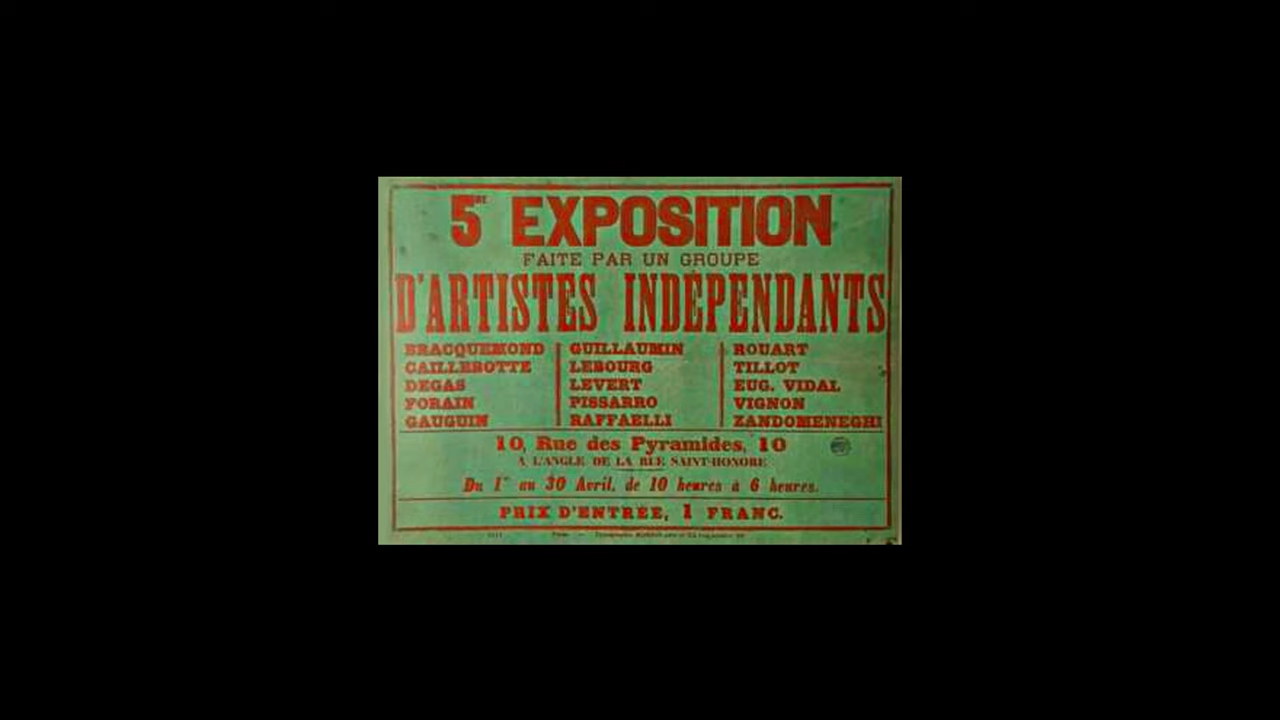 5ME EXPOSITION
FAITE PAR UN GROUPE
D'ARTISTES INDÉPENDANTS
BRACQUEMOND
CAILLEBOTTE
DEGAS
FORAIN
GAUGUIN
GUILLAUMIN
LEBOURG
LEVERT
PISSARRO
RAFFAELLI
ROUART
TILLOT
EUG. VIDAL
VIGNON
ZANDOMENEGHI
10, Rue des Pyramides, 10
A L'ANGLE DE LA RUE SAINT-HONORÉ
Du 1er au 30 Avril, de 10 heures à 6 heures.
PRIX D'ENTRÉE, 1 FRANC.